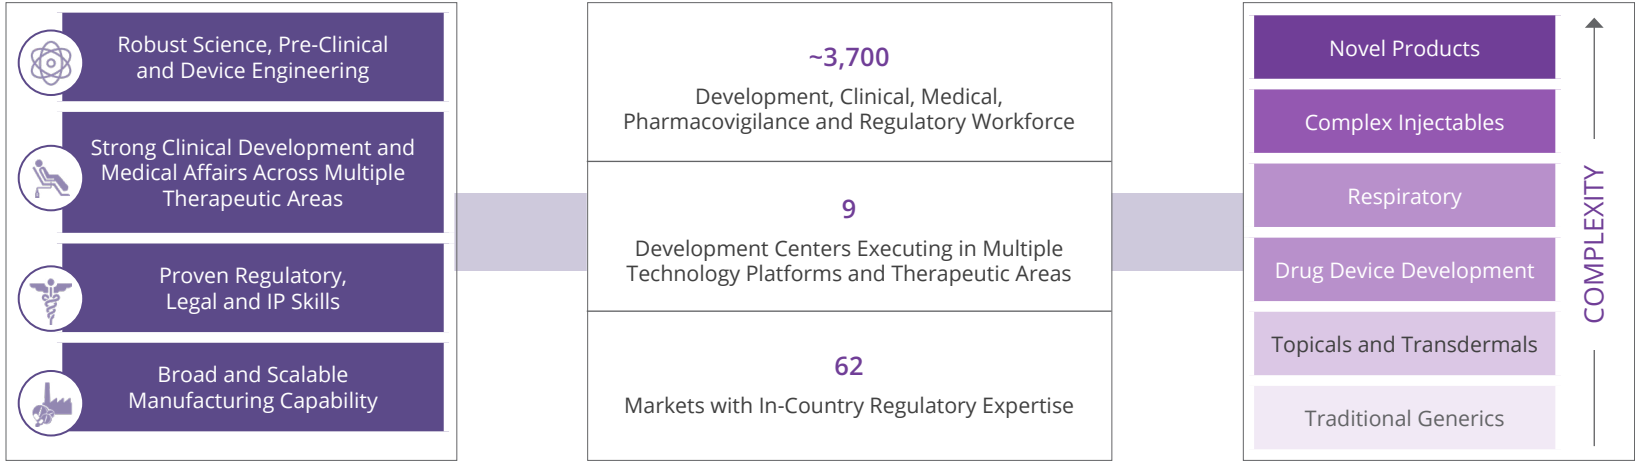 Robust Science, Pre-Clinical
and Device Engineering
Strong Clinical Development and
Medical Affairs Across Multiple
Therapeutic Areas
Proven Regulatory,
Legal and IP Skills
Broad and Scalable
Manufacturing Capability
~3,700
Development, Clinical, Medical,
Pharmacovigilance and Regulatory Workforce
9
Development Centers Executing in Multiple
Technology Platforms and Therapeutic Areas
62
Markets with In-Country Regulatory Expertise
Novel Products
Complex Injectables
Respiratory
Drug Device Development
Topicals and Transdermals
Traditional Generics
COMPLEXITY